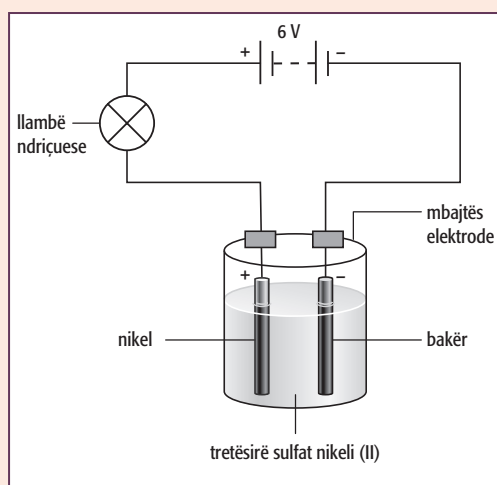 6 V
+
–
llambë
ndriçuese
mbajtës
elektrode
+
–
nikel
bakër
tretësirë sulfat nikeli (II)